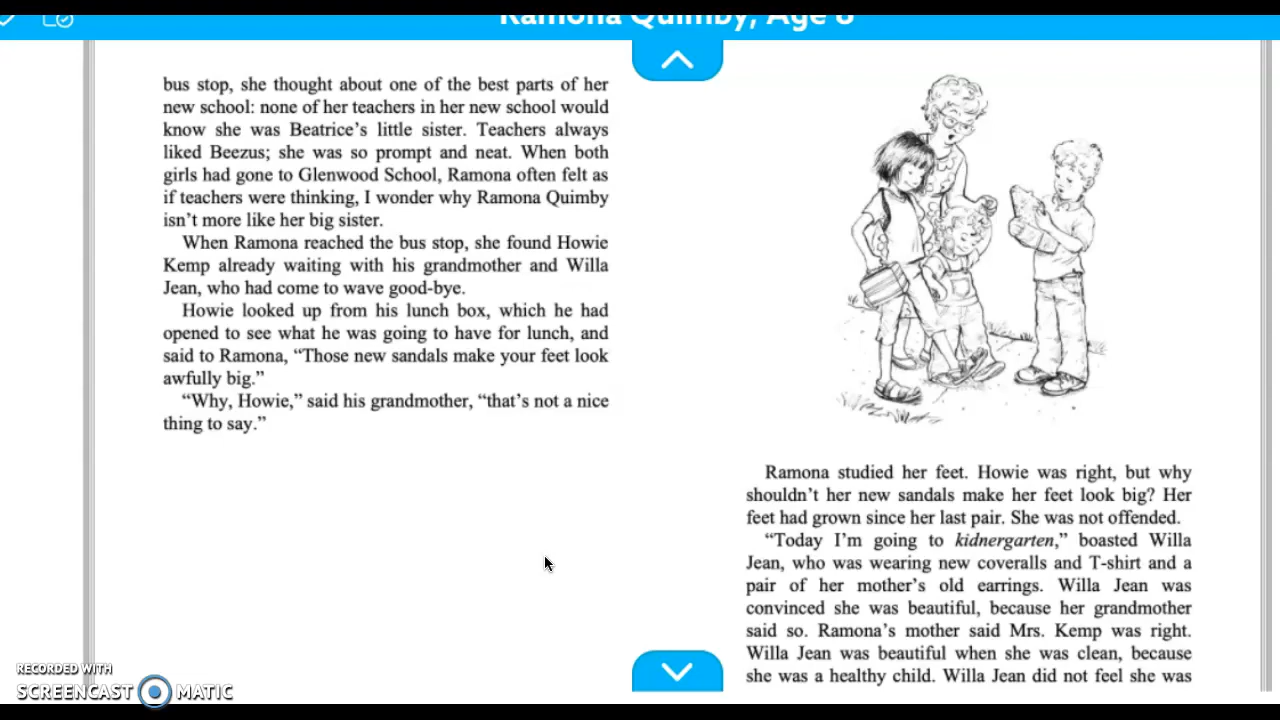 Ramona Quimby, Age 8
bus stop, she thought about one of the best parts of her
new school: none of her teachers in her new school would
know she was Beatrice’s little sister. Teachers always
liked Beezus; she was so prompt and neat. When both
girls had gone to Glenwood School, Ramona often felt as
if teachers were thinking, I wonder why Ramona Quimby
isn’t more like her big sister.
When Ramona reached the bus stop, she found Howie
Kemp already waiting with his grandmother and Willa
Jean, who had come to wave good-bye.
Howie looked up from his lunch box, which he had
opened to see what he was going to have for lunch, and
said to Ramona, “Those new sandals make your feet look
awfully big.”
“Why, Howie,” said his grandmother, “that’s not a nice
thing to say.”
Ramona studied her feet. Howie was right, but why
shouldn’t her new sandals make her feet look big? Her
feet had grown since her last pair. She was not offended.
“Today I’m going to kidnergarten,” boasted Willa
Jean, who was wearing new coveralls and T-shirt and a
pair of her mother’s old earrings. Willa Jean was
convinced she was beautiful, because her grandmother
said so. Ramona’s mother said Mrs. Kemp was right.
Willa Jean was beautiful when she was clean, because
she was a healthy child. Willa Jean did not feel she was
RECORDED WITH
SCREENCAST MATIC